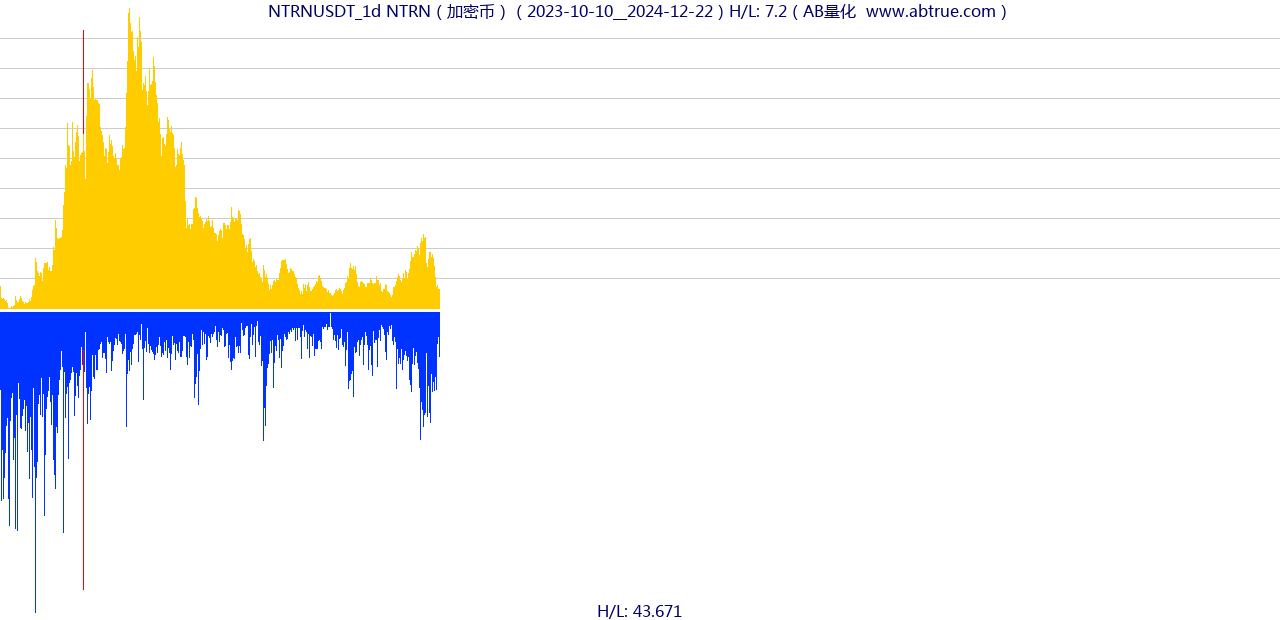 NTRNUSDT_1d NTRN ( 加密币 ) ( 2023-10-10__2024-12-22 ) H/L: 7.2 ( AB量化  www.abtrue.com )
H/L: 43.671